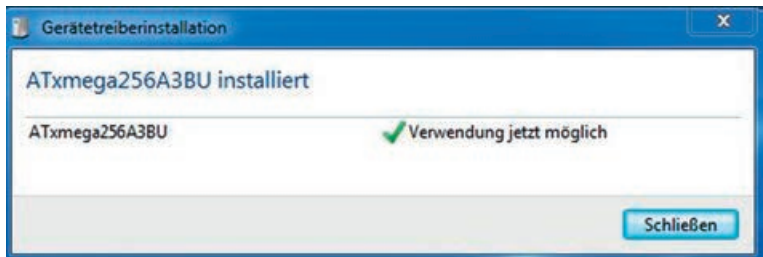 Gerätetreiberinstallation
ATxmega256A3BU installiert
ATxmega256A3BU Verwendung jetzt möglich
Schließen